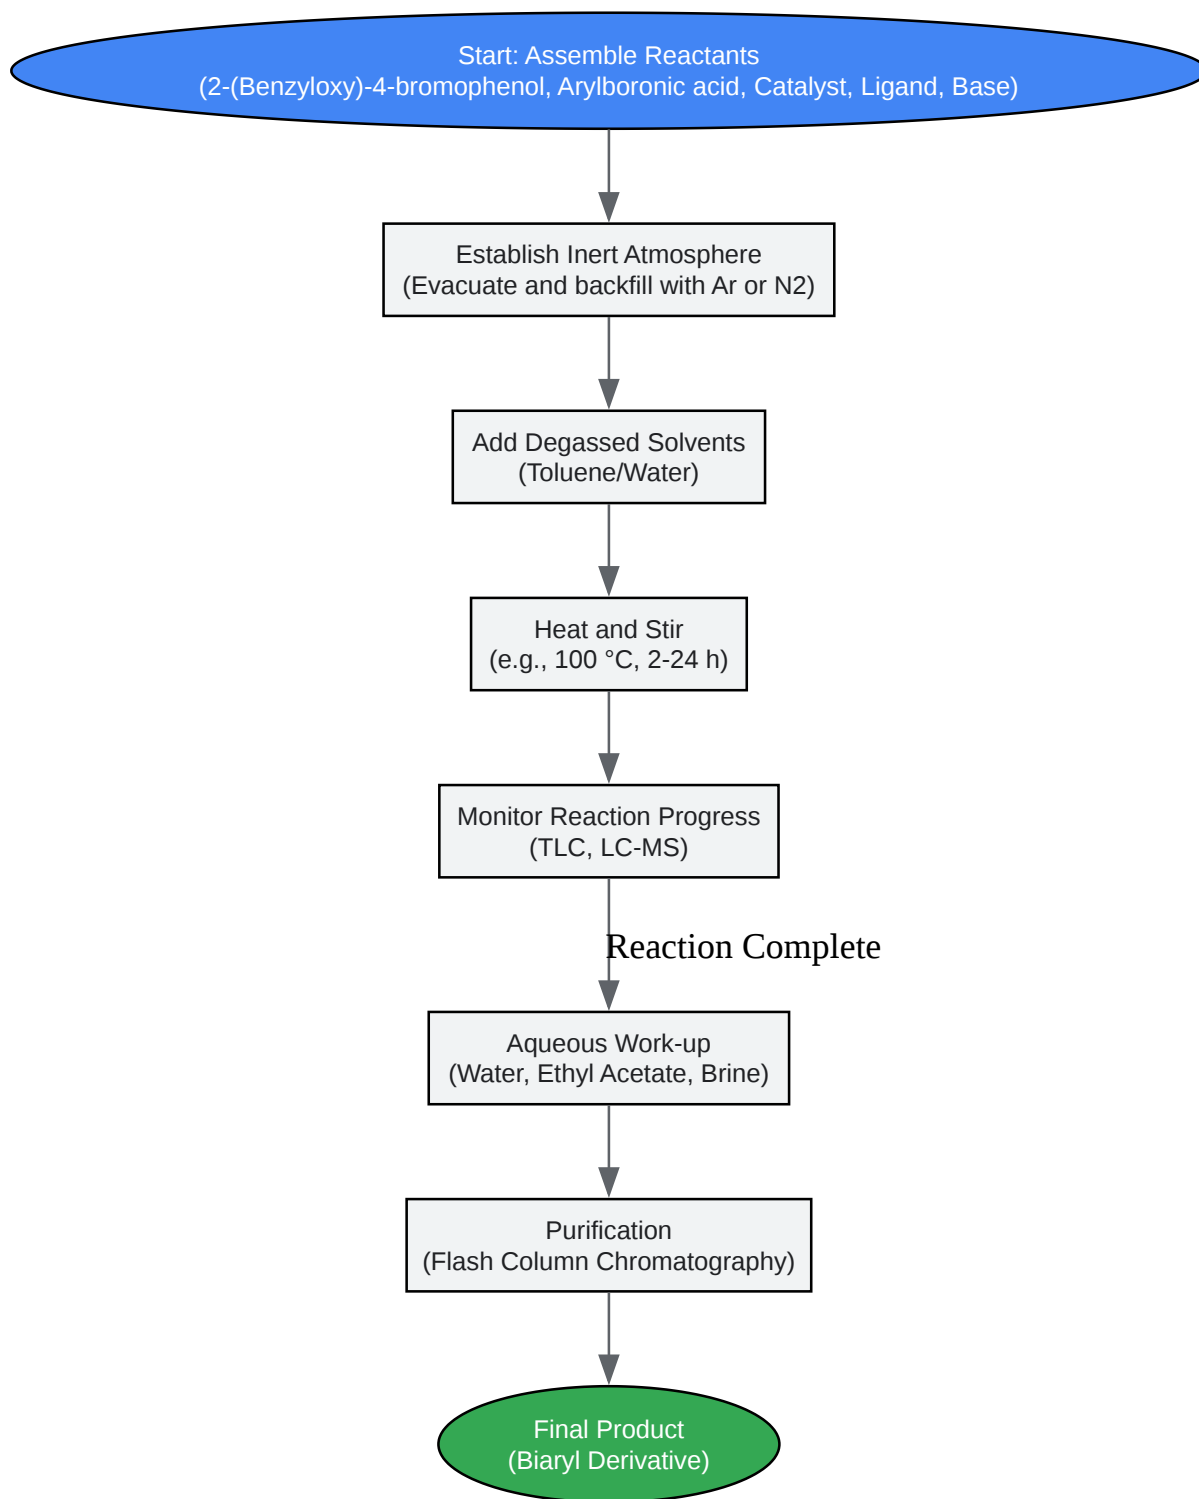 Start: Assemble Reactants
(2-(Benzyloxy)-4-bromophenol, Arylboronic acid, Catalyst, Ligand, Base)
Establish Inert Atmosphere
(Evacuate and backfill with Ar or N2)
Add Degassed Solvents
(Toluene/Water)
Heat and Stir
(e.g., 100 °C, 2-24 h)
Monitor Reaction Progress
(TLC, LC-MS)
Reaction Complete
Aqueous Work-up
(Water, Ethyl Acetate, Brine)
Purification
(Flash Column Chromatography)
Final Product
(Biaryl Derivative)